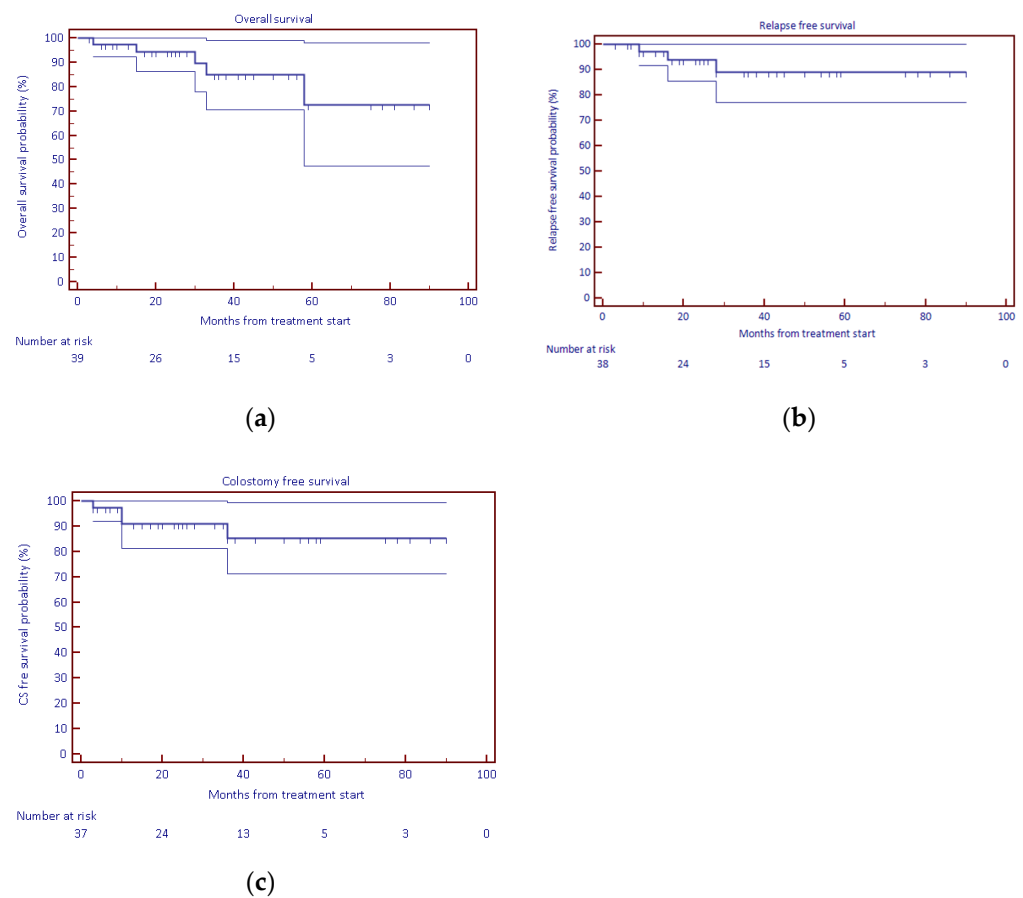 Overall survival
Overall survival probability (%)
100
90
80
70
60
50
40
30
20
10
0
0 20 40 60 80 100
Months from treatment start
Number at risk
39 26 15 5 3 0
(a)
Relapse free survival
Relapse free survival probability (%)
100
90
80
70
60
50
40
30
20
10
0
0 20 40 60 80 100
Months from treatment start
Number at risk
38 24 15 5 3 0
(b)
Colostomy free survival
CS fre survival probability (%)
100
90
80
70
60
50
40
30
20
10
0
0 20 40 60 80 100
Months from treatment start
Number at risk
37 24 13 5 3 0
(c)